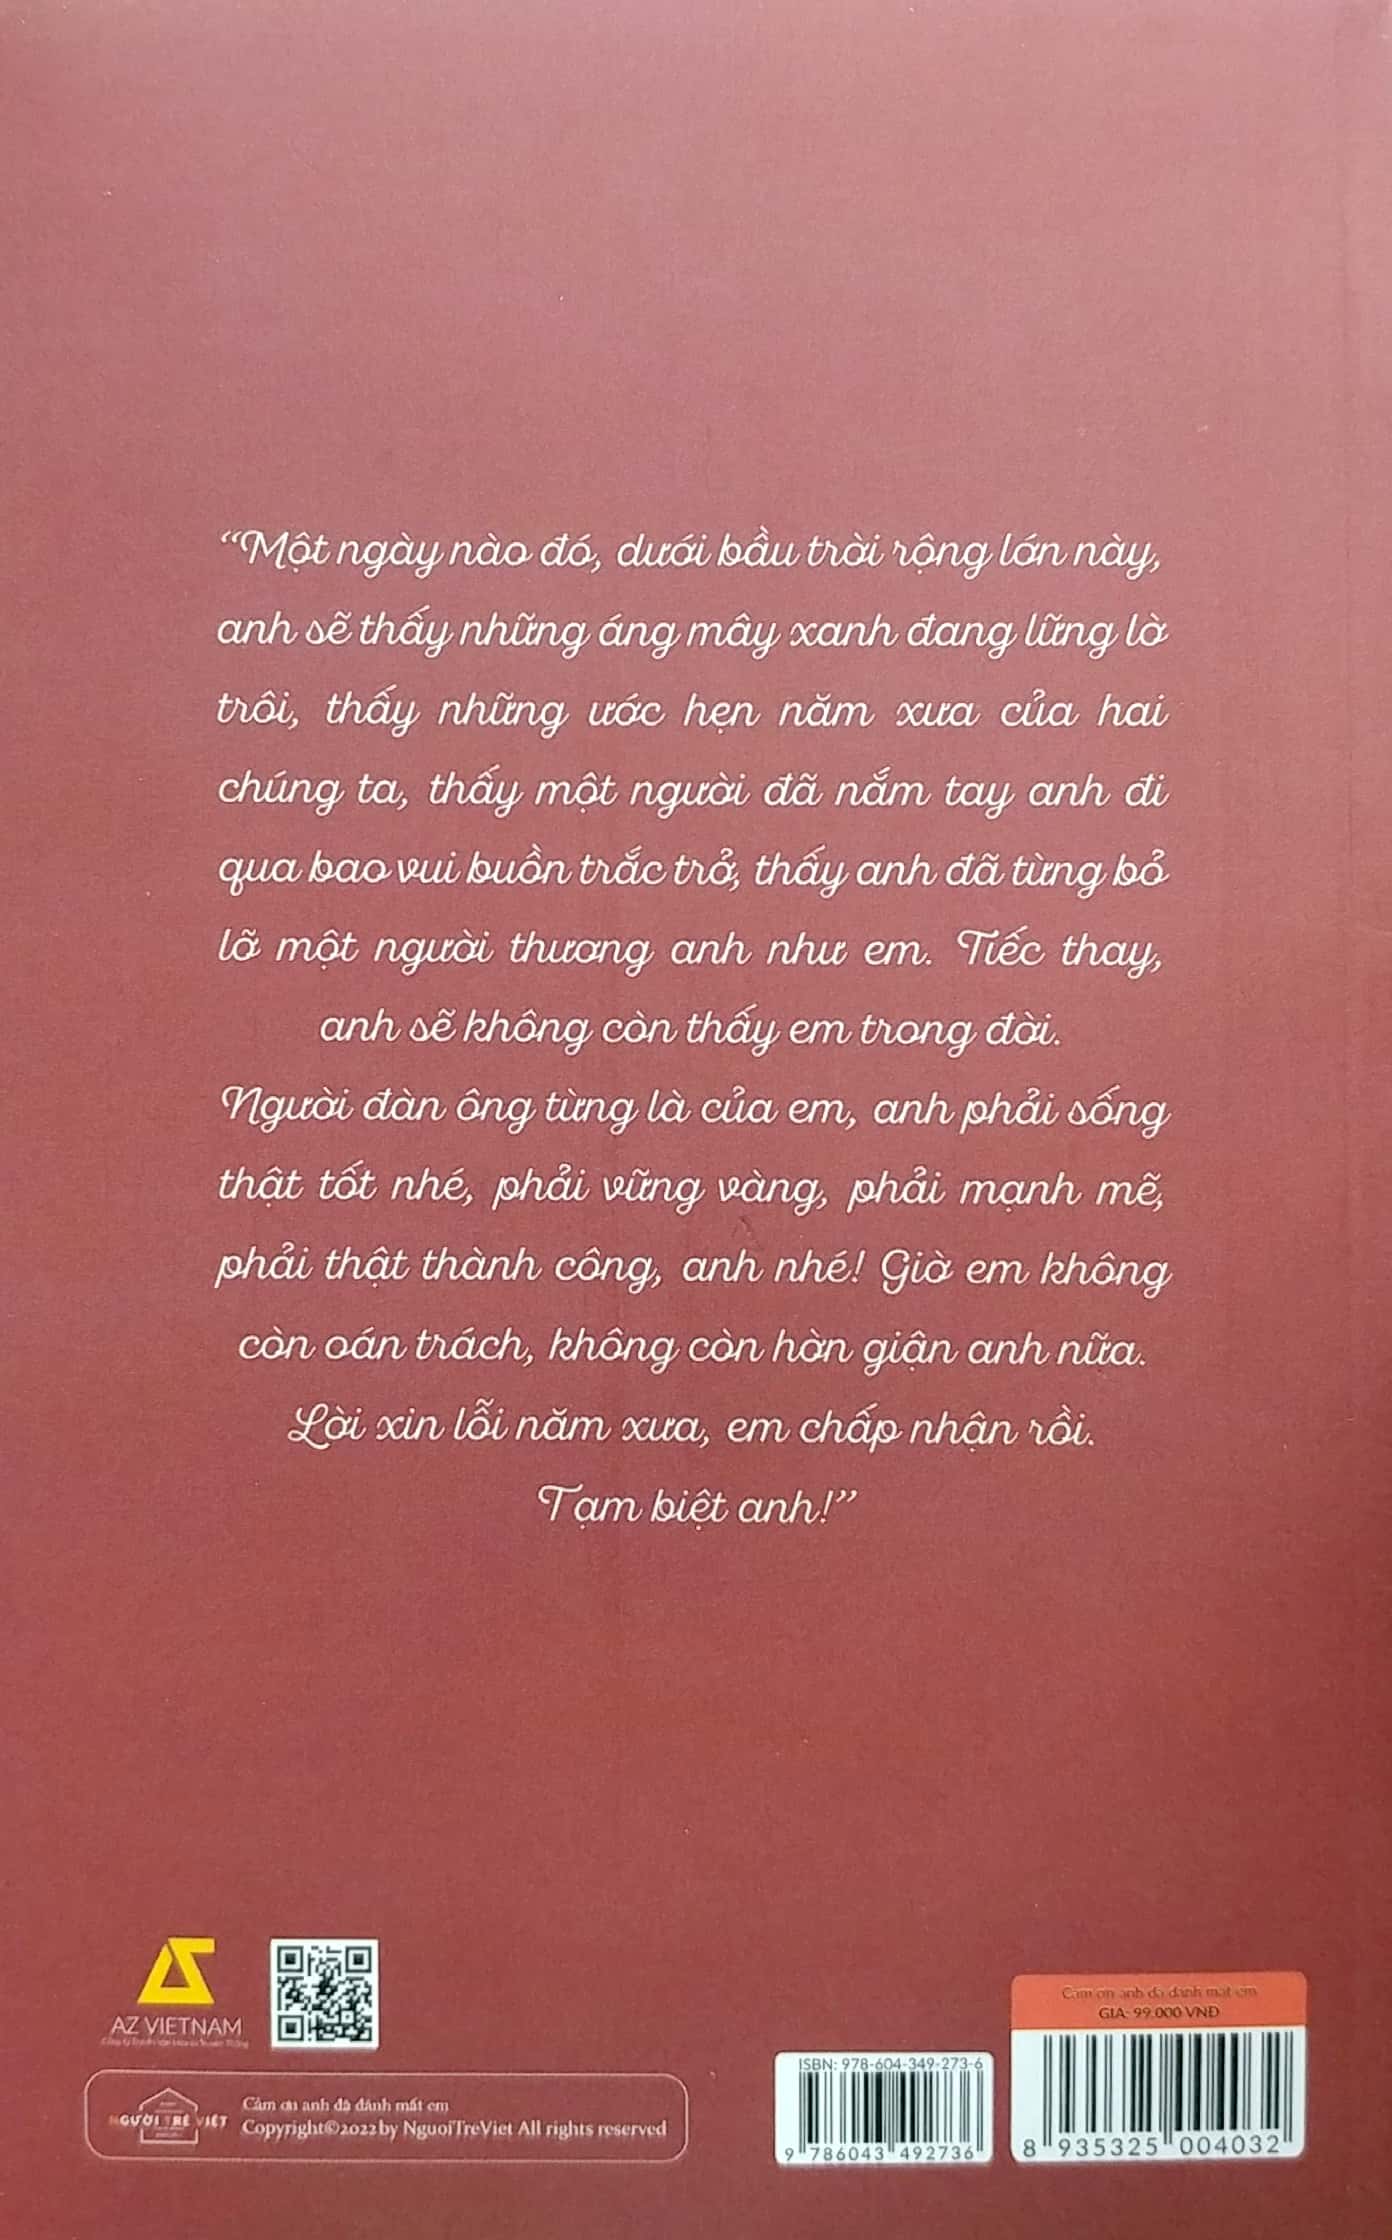 “Một ngày nào đó, dưới bầu trời rộng lớn này,
anh sẽ thấy những áng mây xanh đang lững lờ
trôi, thấy những ước hẹn năm xưa của hai
chúng ta, thấy một người đã nắm tay anh đi
qua bao vui buồn trắc trở, thấy anh đã từng bỏ
lỡ một người thương anh như em. Tiếc thay,
anh sẽ không còn thấy em trong đời.
Người đàn ông từng là của em, anh phải sống
thật tốt nhé, phải vững vàng, phải mạnh mẽ,
phải thật thành công, anh nhé! Giờ em không
còn oán trách, không còn hờn giận anh nữa.
Lời xin lỗi năm xưa, em chấp nhận rồi.
Tạm biệt anh!”
AZ VIETNAM
NGƯỜI TRẺ VIỆT
Cảm ơn anh đã đánh mất em
Copyright©2022 by NguoiTreViet All rights reserved
ISBN: 978-604-349-273-6
9 786043 492736
Cảm ơn anh đã đánh mất em
GIÁ: 99.000 VNĐ
8 935325 004032